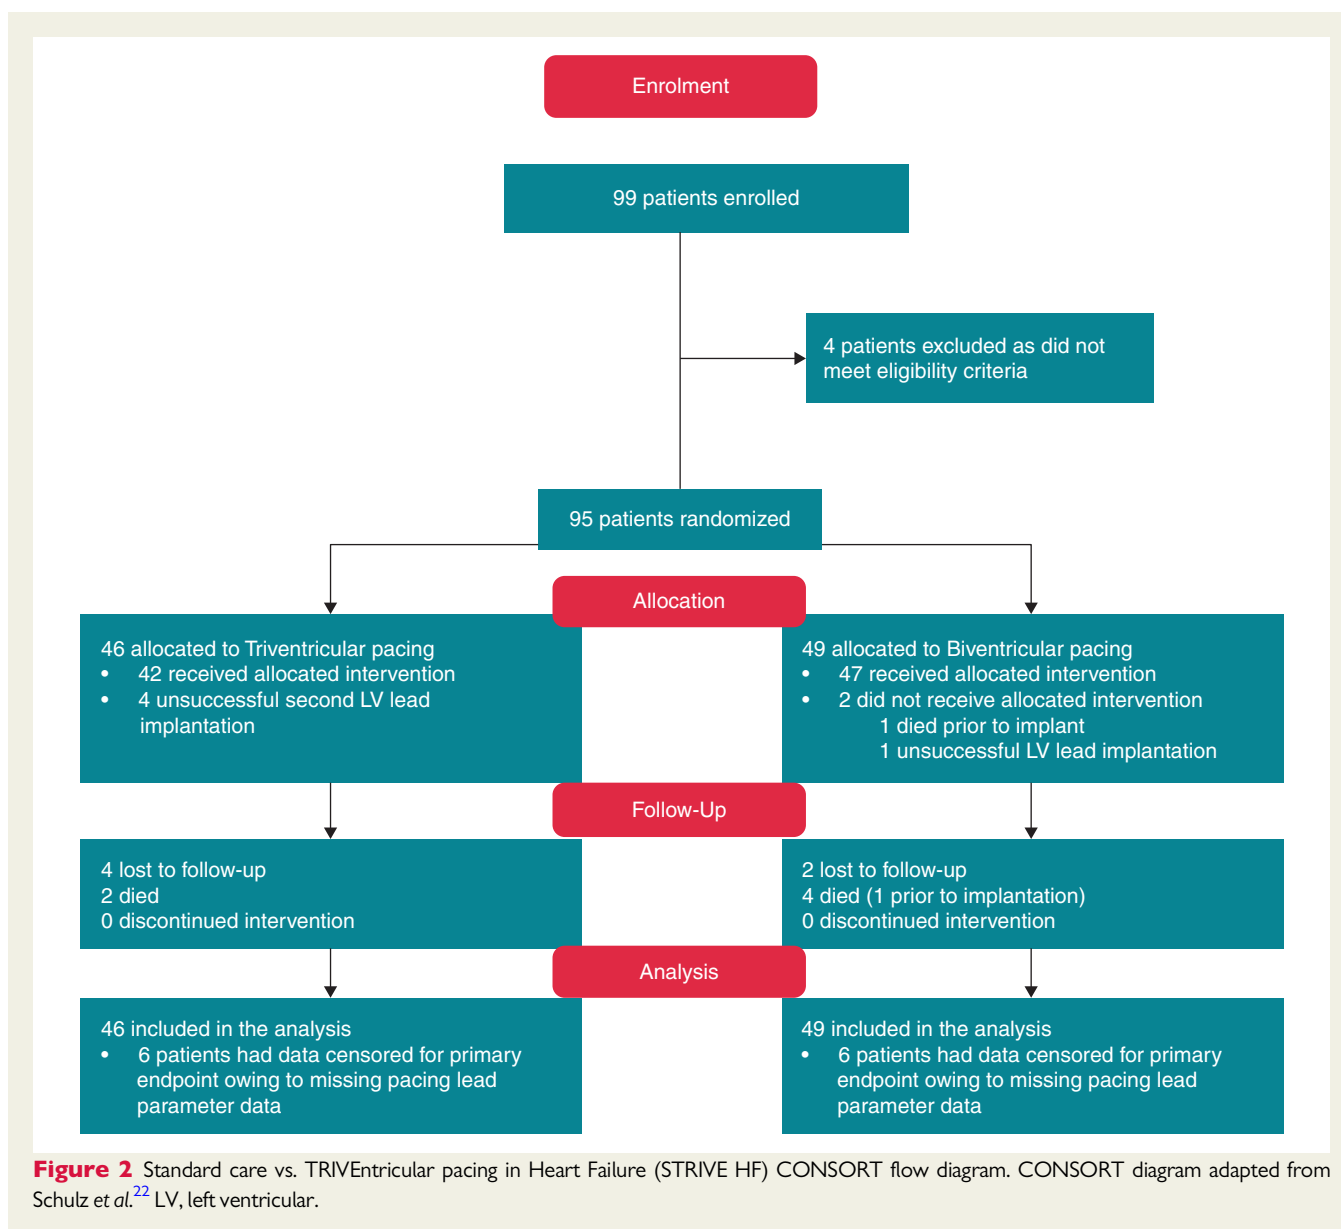 Enrolment
99 patients enrolled
4 patients excluded as did not
meet eligibility criteria
95 patients randomized
Allocation
46 allocated to Triventricular pacing
• 42 received allocated intervention
• 4 unsuccessful second LV lead
implantation
49 allocated to Biventricular pacing
• 47 received allocated intervention
• 2 did not receive allocated intervention
1 died prior to implant
1 unsuccessful LV lead implantation
Follow-Up
4 lost to follow-up
2 died
0 discontinued intervention
2 lost to follow-up
4 died (1 prior to implantation)
0 discontinued intervention
Analysis
46 included in the analysis
• 6 patients had data censored for primary
endpoint owing to missing pacing lead
parameter data
49 included in the analysis
• 6 patients had data censored for primary
endpoint owing to missing pacing lead
parameter data
Figure 2 Standard care vs. TRIVEntricular pacing in Heart Failure (STRIVE HF) CONSORT flow diagram. CONSORT diagram adapted from
Schulz et al.22 LV, left ventricular.